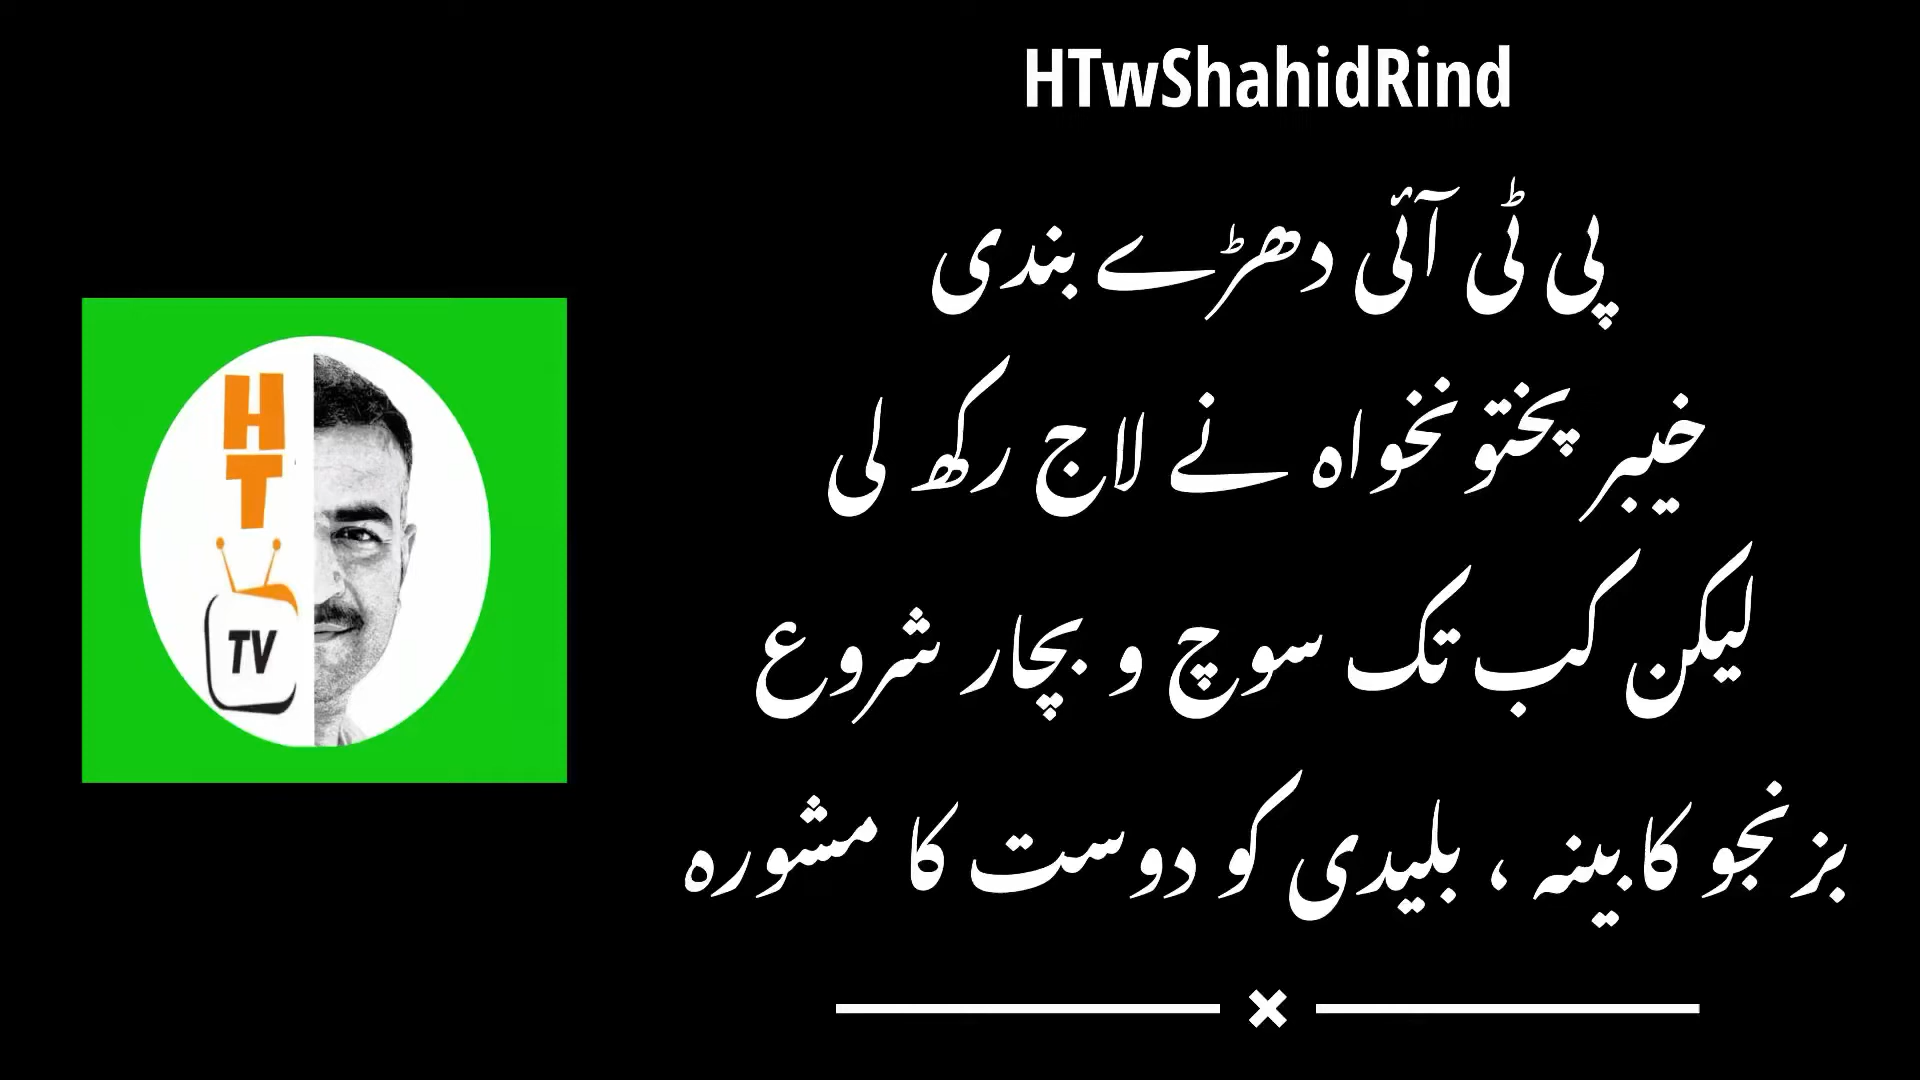 HTwShahidRind
پی ٹی آئی دھڑے بندی
خیبر پختونخواہ نے لاج رکھ لی
لیکن کب تک سوچ و بچار شروع
بزنجو کابینہ ، بلیدی کو دوست کا مشورہ
H
T
TV